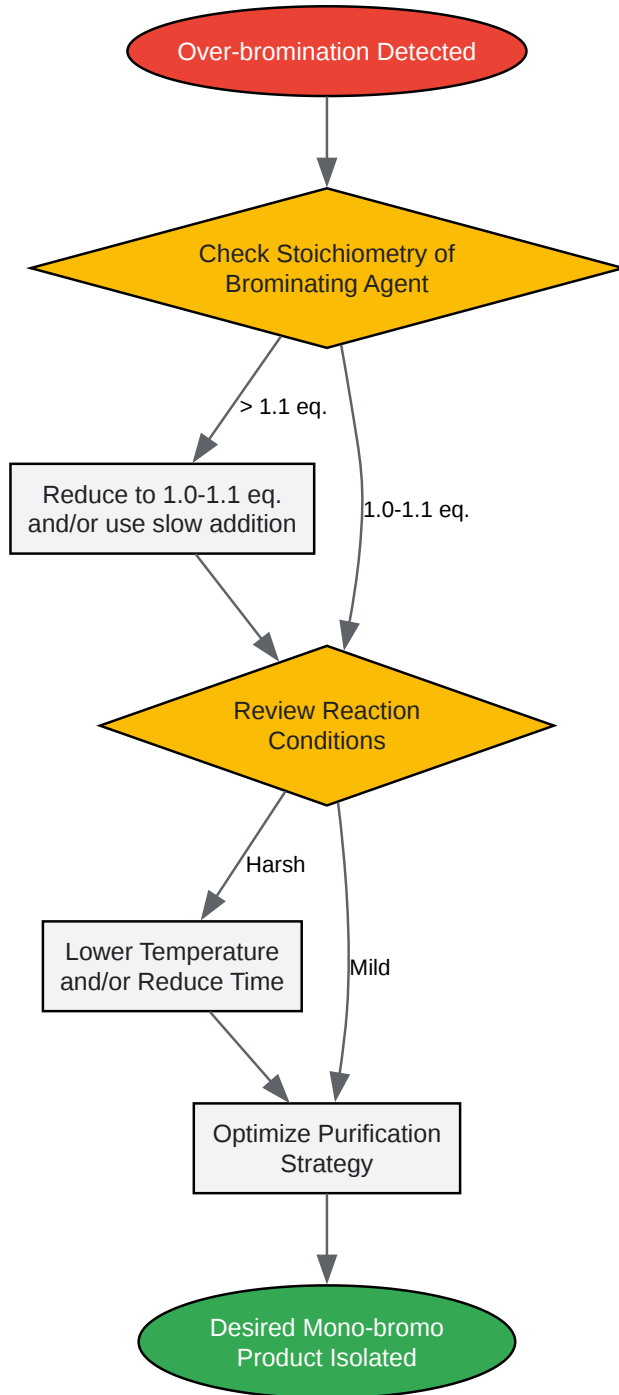 Over-bromination Detected
Check Stoichiometry of
Brominating Agent
> 1.1 eq.
Reduce to 1.0-1.1 eq.
and/or use slow addition
1.0-1.1 eq.
Review Reaction
Conditions
Harsh
Lower Temperature
and/or Reduce Time
Mild
Optimize Purification
Strategy
Desired Mono-bromo
Product Isolated